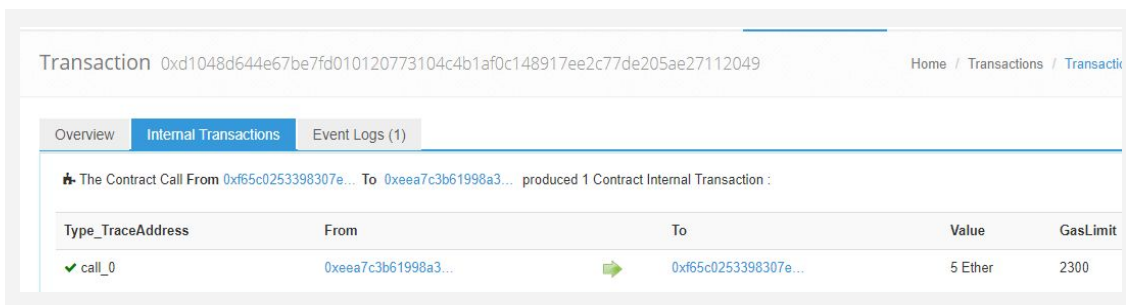 Transaction 0xd1048d644e67be7fd010120773104c4b1af0c148917ee2c77de205ae27112049 Home / Transactions / Transactic
Overview Internal Transactions Event Logs (1)
The Contract Call From 0xf65c0253398307e... To 0xeea7c3b61998a3... produced 1 Contract Internal Transaction :
Type_TraceAddress From To Value GasLimit
call_0 0xeea7c3b61998a3... 0xf65c0253398307e... 5 Ether 2300